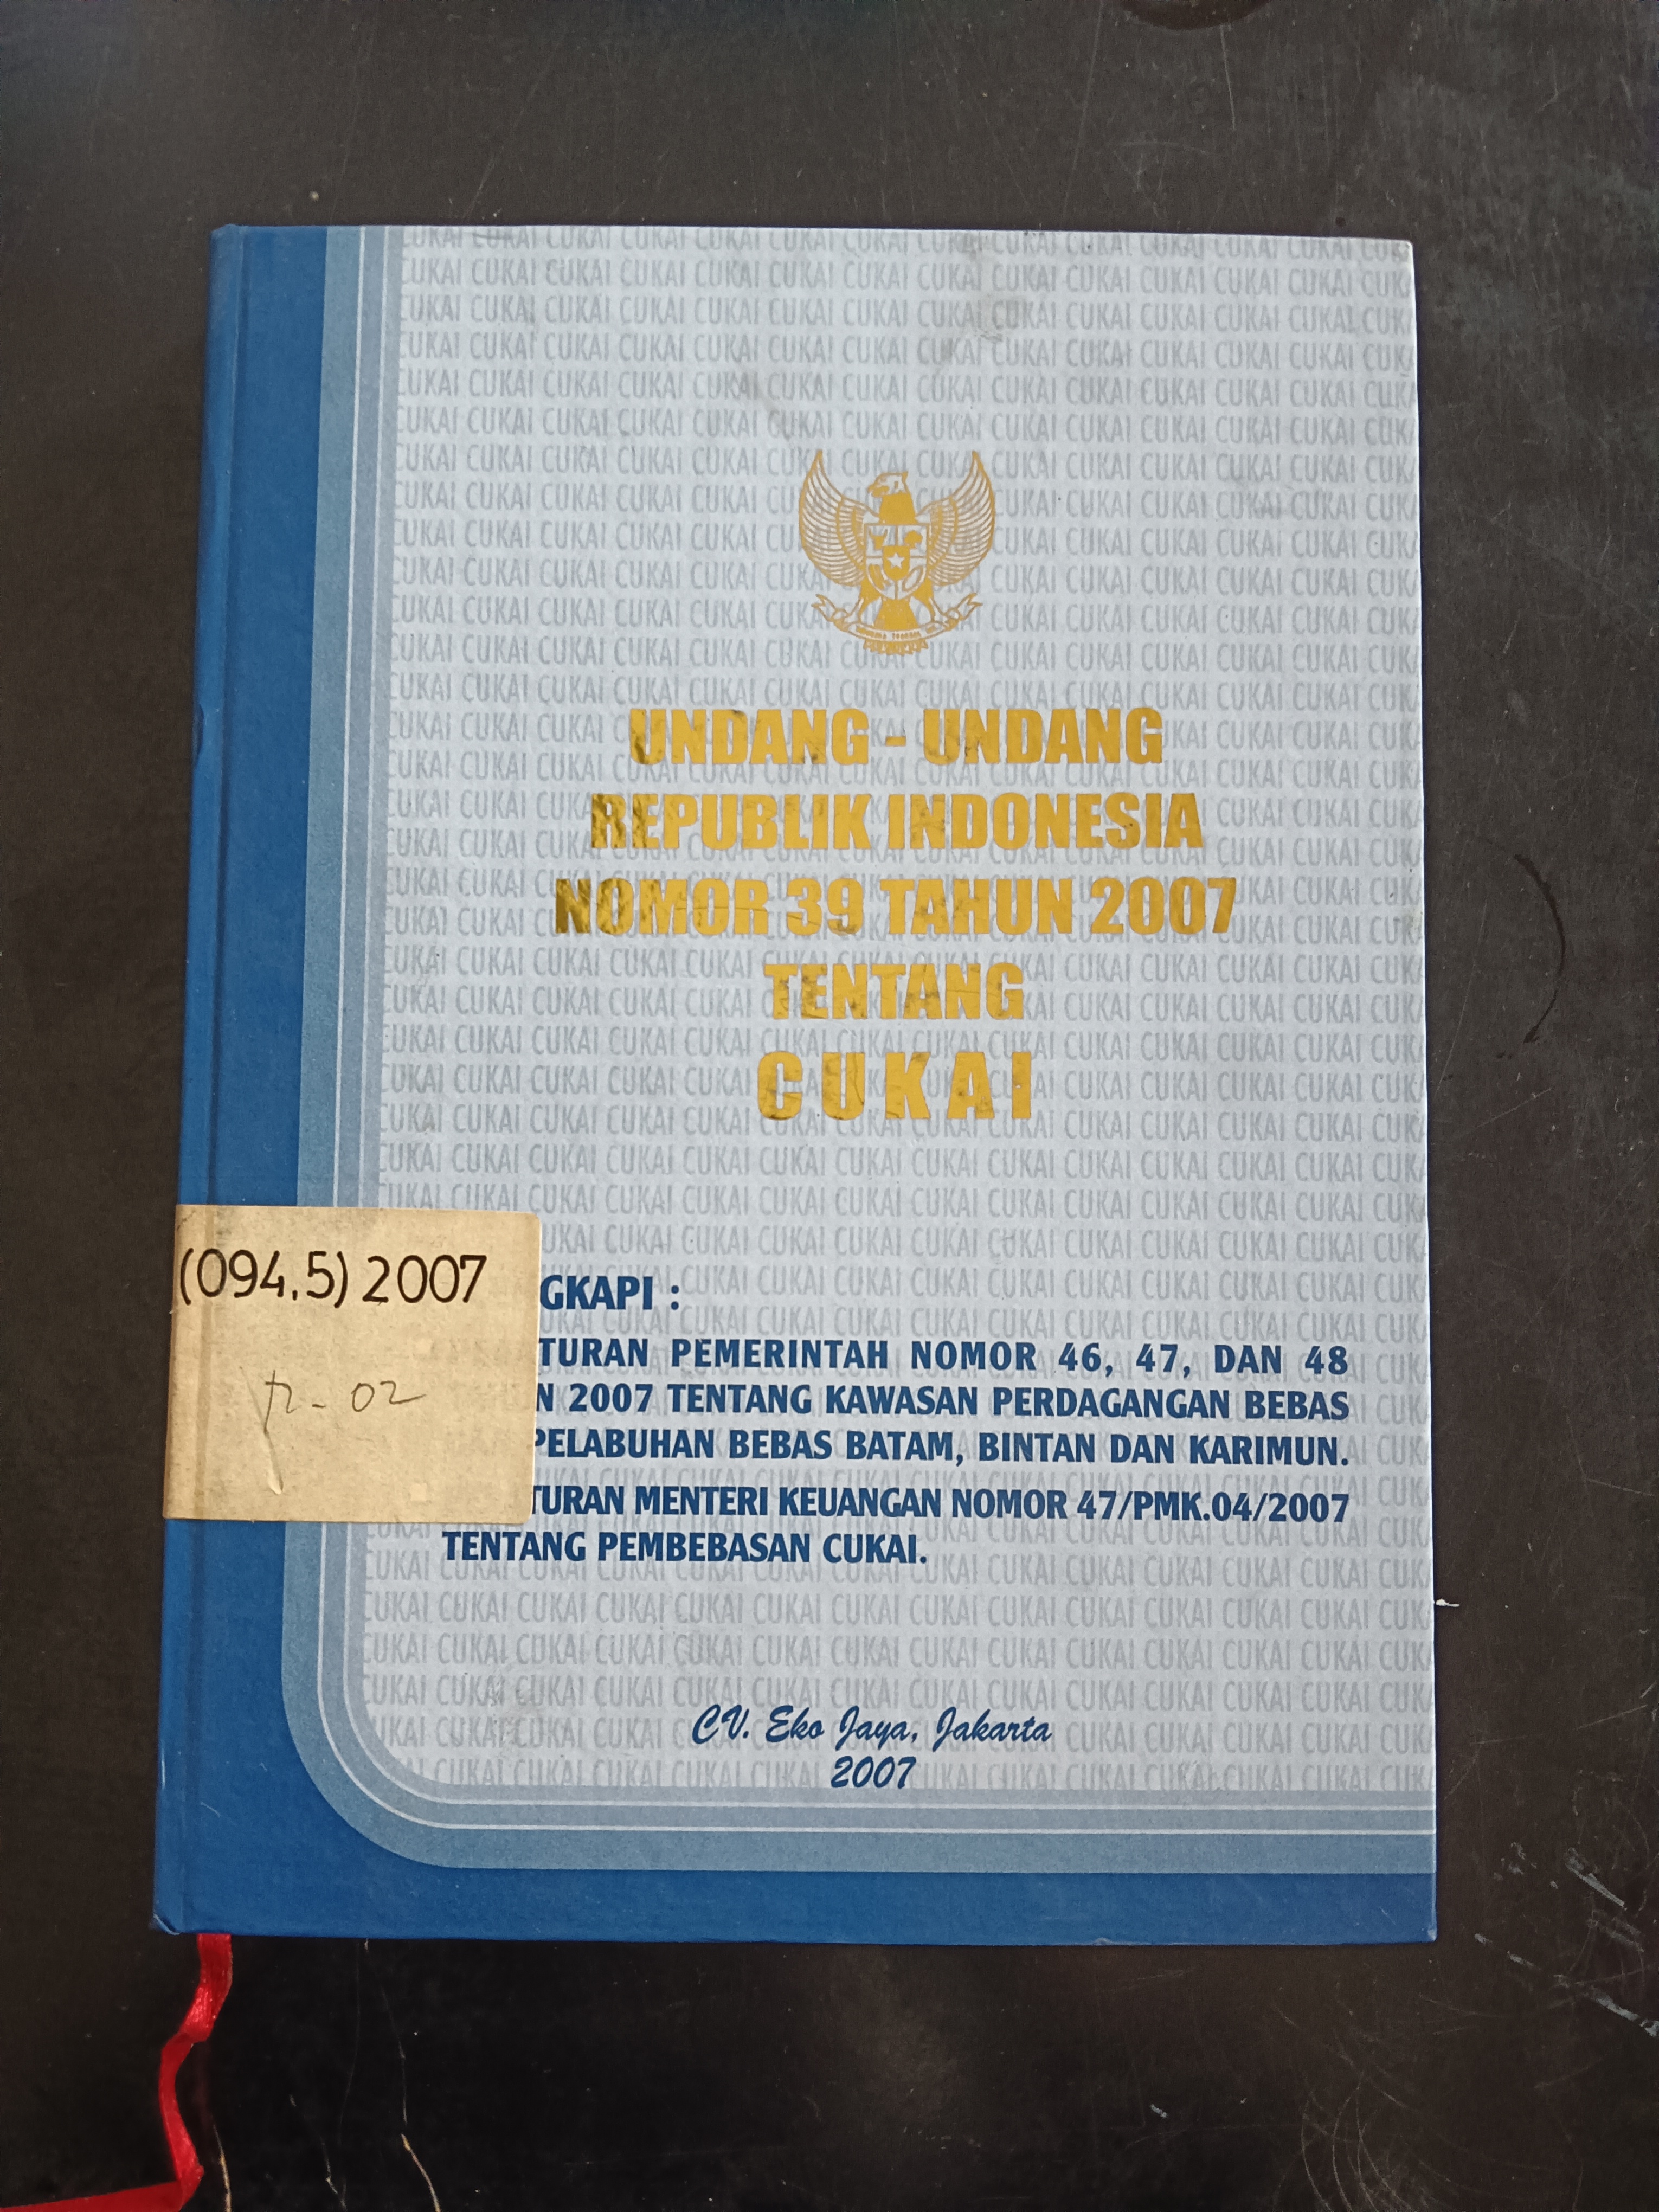 UNDANG - UNDANG
REPUBLIK INDONESIA
NOMOR 39 TAHUN 2007
TENTANG
CUKAI
(094.5) 2007
GKAPI :
TURAN PEMERINTAH NOMOR 46, 47, DAN 48
N 2007 TENTANG KAWASAN PERDAGANGAN BEBAS
PELABUHAN BEBAS BATAM, BINTAN DAN KARIMUN.
TURAN MENTERI KEUANGAN NOMOR 47/PMK.04/2007
TENTANG PEMBEBASAN CUKAI.
CV. Eko Jaya, Jakarta
2007